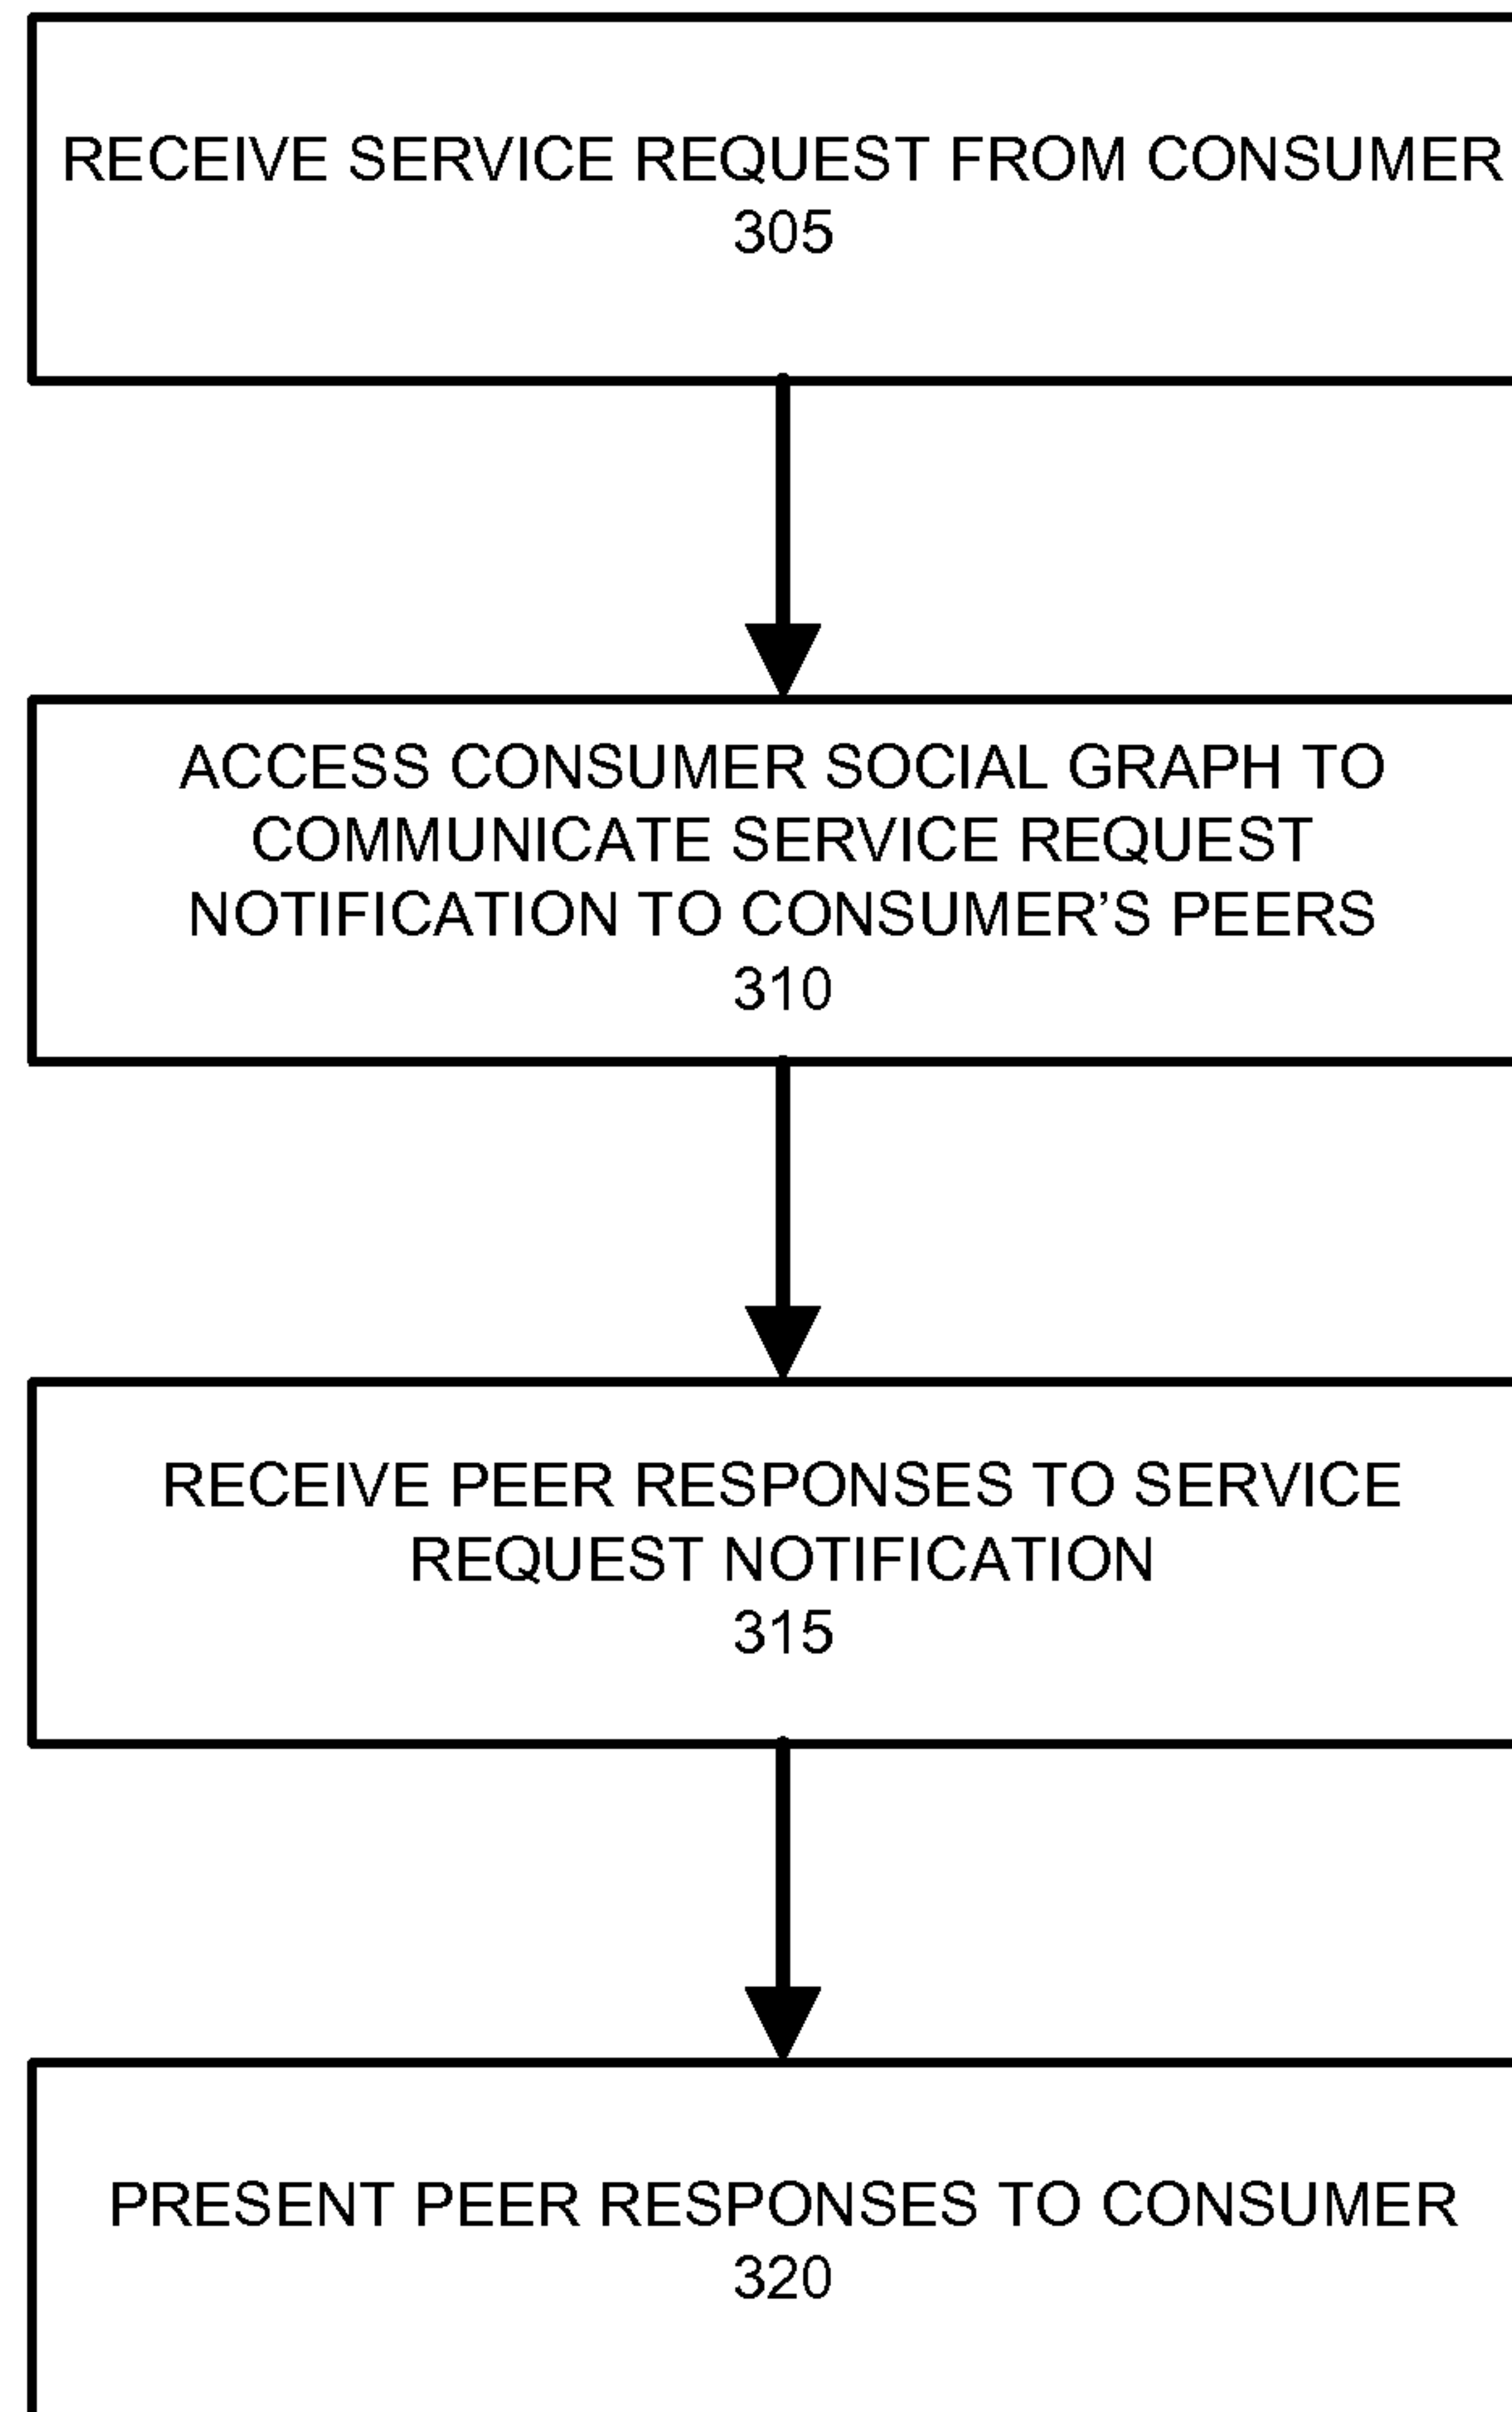 RECEIVE SERVICE REQUEST FROM CONSUMER
305
ACCESS CONSUMER SOCIAL GRAPH TO
COMMUNICATE SERVICE REQUEST
NOTIFICATION TO CONSUMER’S PEERS
310
RECEIVE PEER RESPONSES TO SERVICE
REQUEST NOTIFICATION
315
PRESENT PEER RESPONSES TO CONSUMER
320